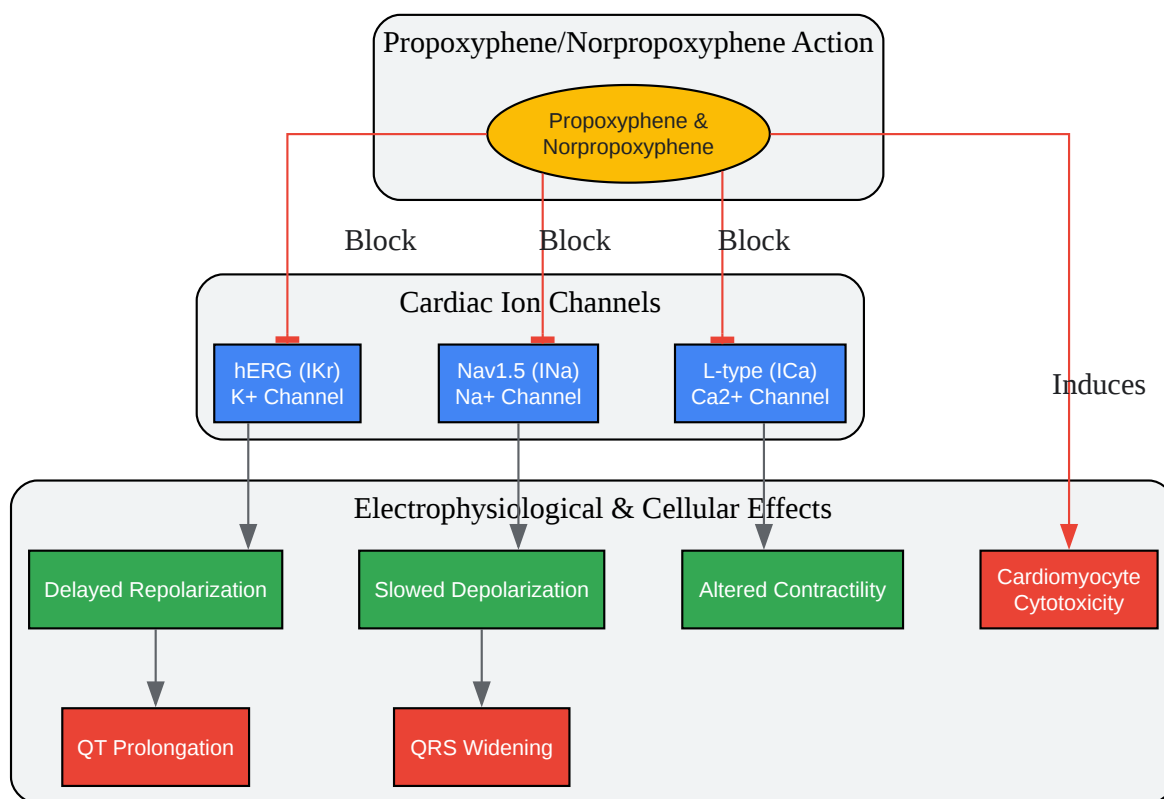 Propoxyphene/Norpropoxyphene Action
Propoxyphene &
Norpropoxyphene
Block
Block
Block
Cardiac Ion Channels
hERG (IKr)
K+ Channel
Nav1.5 (INa)
Na+ Channel
L-type (ICa)
Ca2+ Channel
Induces
Electrophysiological & Cellular Effects
Delayed Repolarization
Slowed Depolarization
Altered Contractility
Cardiomyocyte
Cytotoxicity
QT Prolongation
QRS Widening